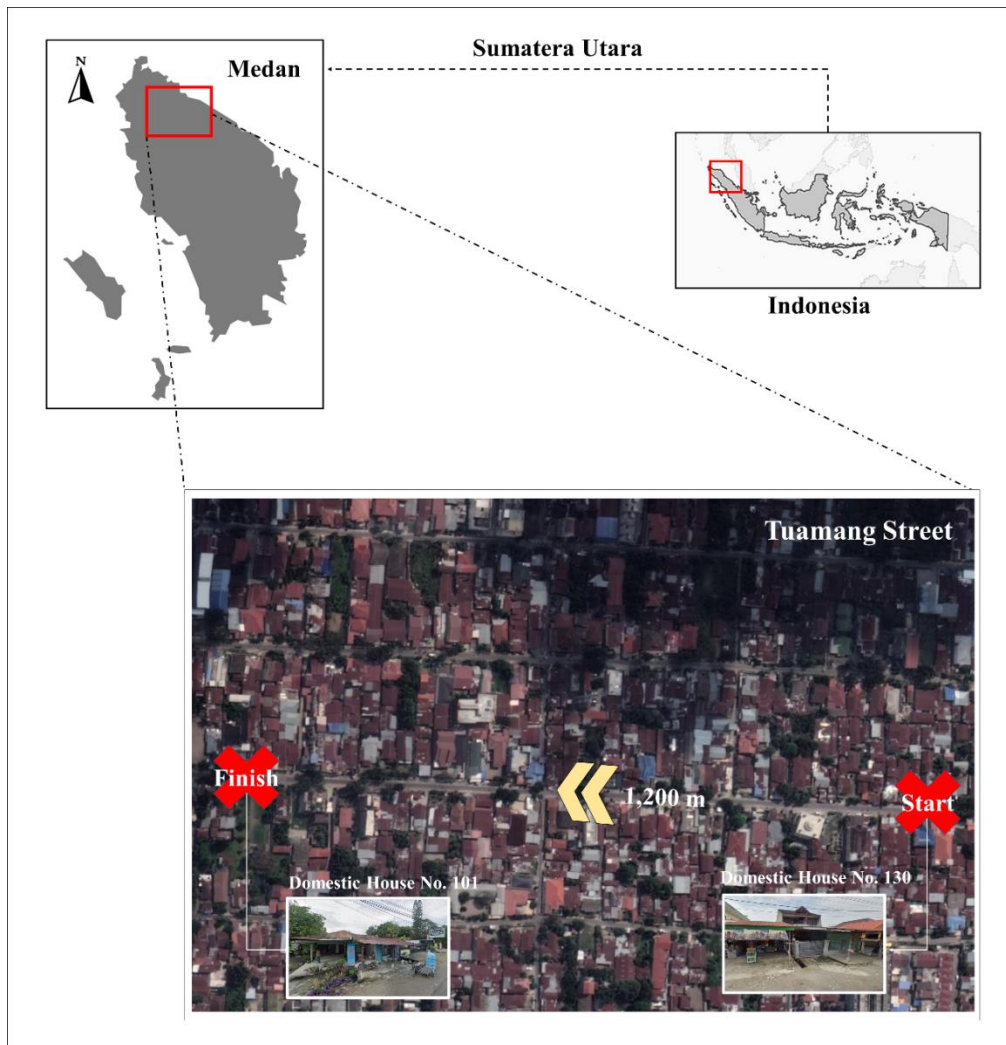 Sumatera Utara
N
Medan
Indonesia
Tuamang Street
Finish
1,200 m
Start
Domestic House No. 101
Domestic House No. 130